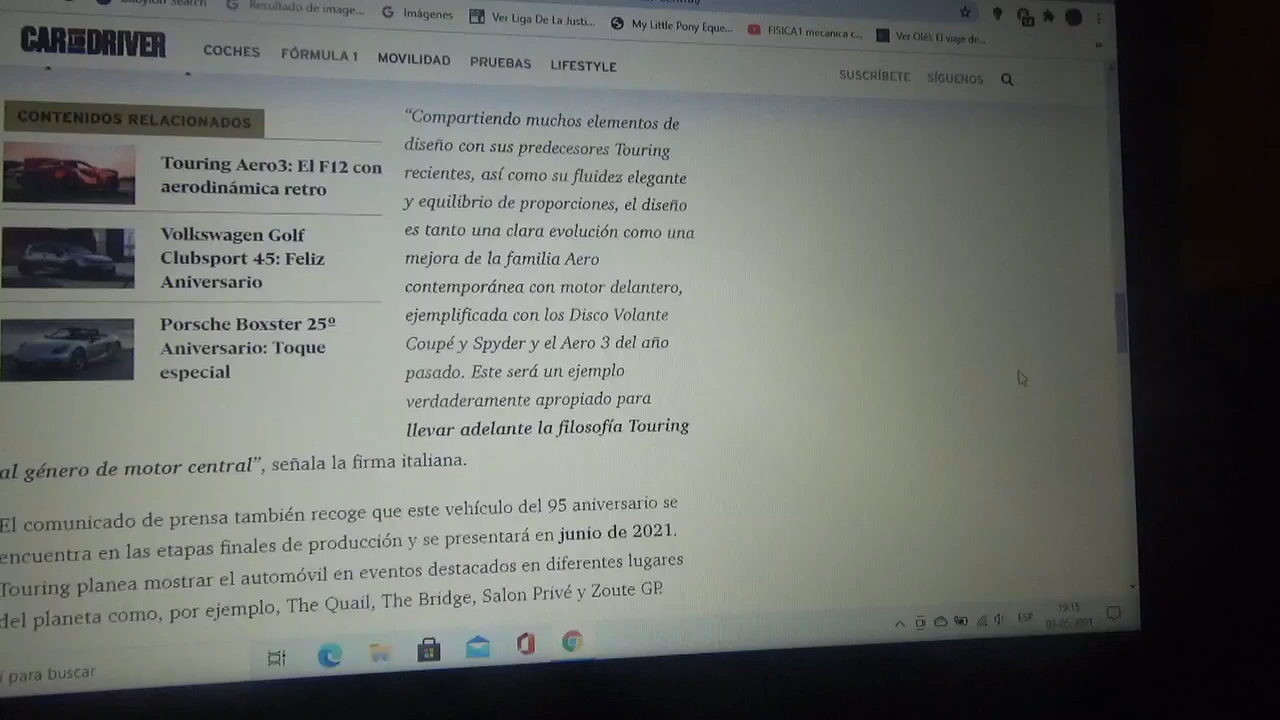 Babylon Search
Resultado de image...
Imágenes
Ver Liga De La Justi...
My Little Pony Eque...
FISICA1 mecanica c...
Ver Olé!: El viaje de...
CAR AND DRIVER
COCHES
FÓRMULA 1
MOVILIDAD
PRUEBAS
LIFESTYLE
SUSCRÍBETE
SÍGUENOS
CONTENIDOS RELACIONADOS
Touring Aero3: El F12 con
aerodinámica retro
Volkswagen Golf
Clubsport 45: Feliz
Aniversario
Porsche Boxster 25º
Aniversario: Toque
especial
“Compartiendo muchos elementos de
diseño con sus predecesores Touring
recientes, así como su fluidez elegante
y equilibrio de proporciones, el diseño
es tanto una clara evolución como una
mejora de la familia Aero
contemporánea con motor delantero,
ejemplificada con los Disco Volante
Coupé y Spyder y el Aero 3 del año
pasado. Este será un ejemplo
verdaderamente apropiado para
llevar adelante la filosofía Touring
al género de motor central”, señala la firma italiana.
El comunicado de prensa también recoge que este vehículo del 95 aniversario se
encuentra en las etapas finales de producción y se presentará en junio de 2021.
Touring planea mostrar el automóvil en eventos destacados en diferentes lugares
del planeta como, por ejemplo, The Quail, The Bridge, Salon Privé y Zoute GP.
para buscar
ESP
19:15